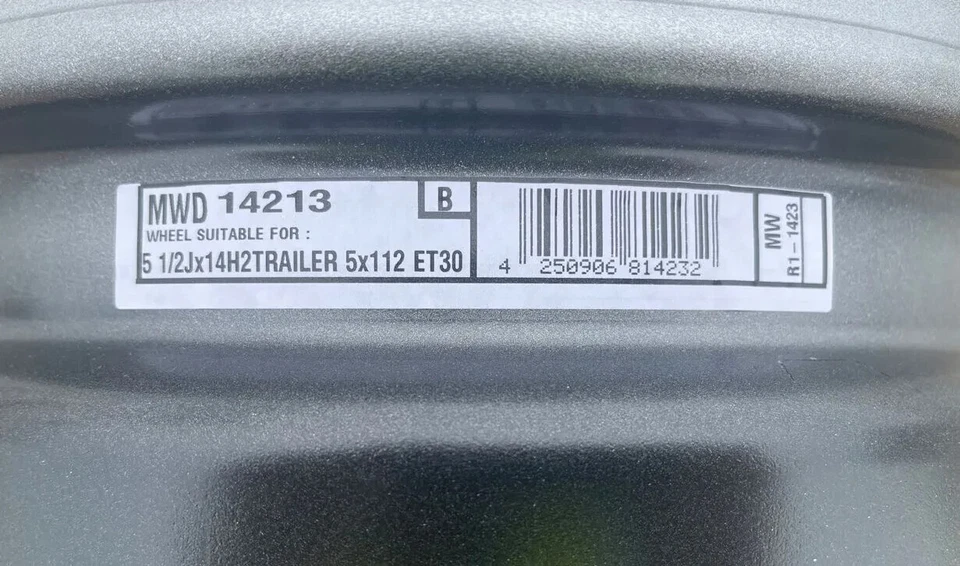 MWD 14213
B
WHEEL SUITABLE FOR :
5 1/2Jx14H2TRAILER 5x112 ET30
4 250906 814232
MW
R1-1423